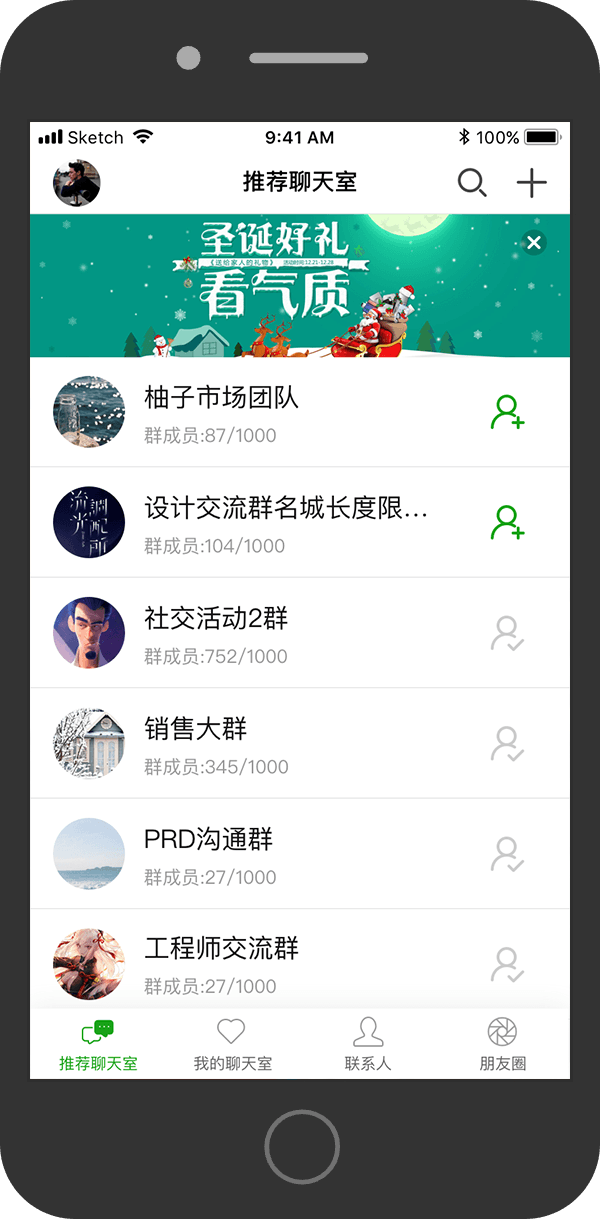 Sketch 9:41 AM 100%
推荐聊天室
圣诞好礼
《送给家人的礼物》 活动时间:12.21-12.28
看气质
柚子市场团队
群成员:87/1000
设计交流群名城长度限...
群成员:104/1000
流光調配所
社交活动2群
群成员:752/1000
销售大群
群成员:345/1000
PRD沟通群
群成员:27/1000
工程师交流群
群成员:27/1000
推荐聊天室 我的聊天室 联系人 朋友圈